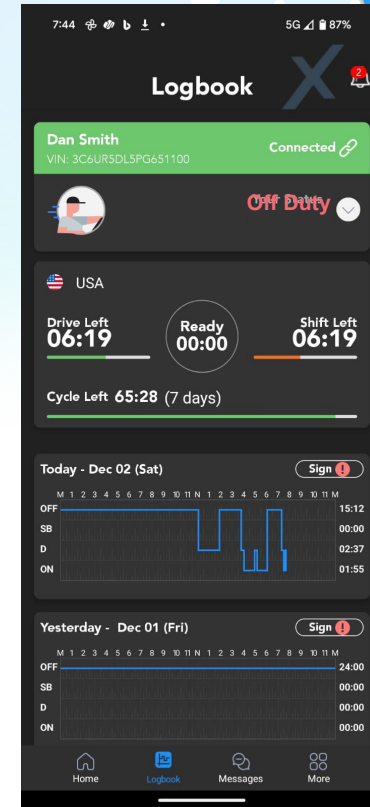 7:44 5G 87%
Logbook
2
Dan Smith
VIN: 3C6UR5DL5PG651100
Connected
Your Status
Off Duty
USA
Drive Left
06:19
Ready
00:00
Shift Left
06:19
Cycle Left 65:28 (7 days)
Today - Dec 02 (Sat)
Sign !
M 1 2 3 4 5 6 7 8 9 10 11 N 1 2 3 4 5 6 7 8 9 10 11 M
OFF 15:12
SB 00:00
D 02:37
ON 01:55
Yesterday - Dec 01 (Fri)
Sign !
M 1 2 3 4 5 6 7 8 9 10 11 N 1 2 3 4 5 6 7 8 9 10 11 M
OFF 24:00
SB 00:00
D 00:00
ON 00:00
Home Logbook Messages More